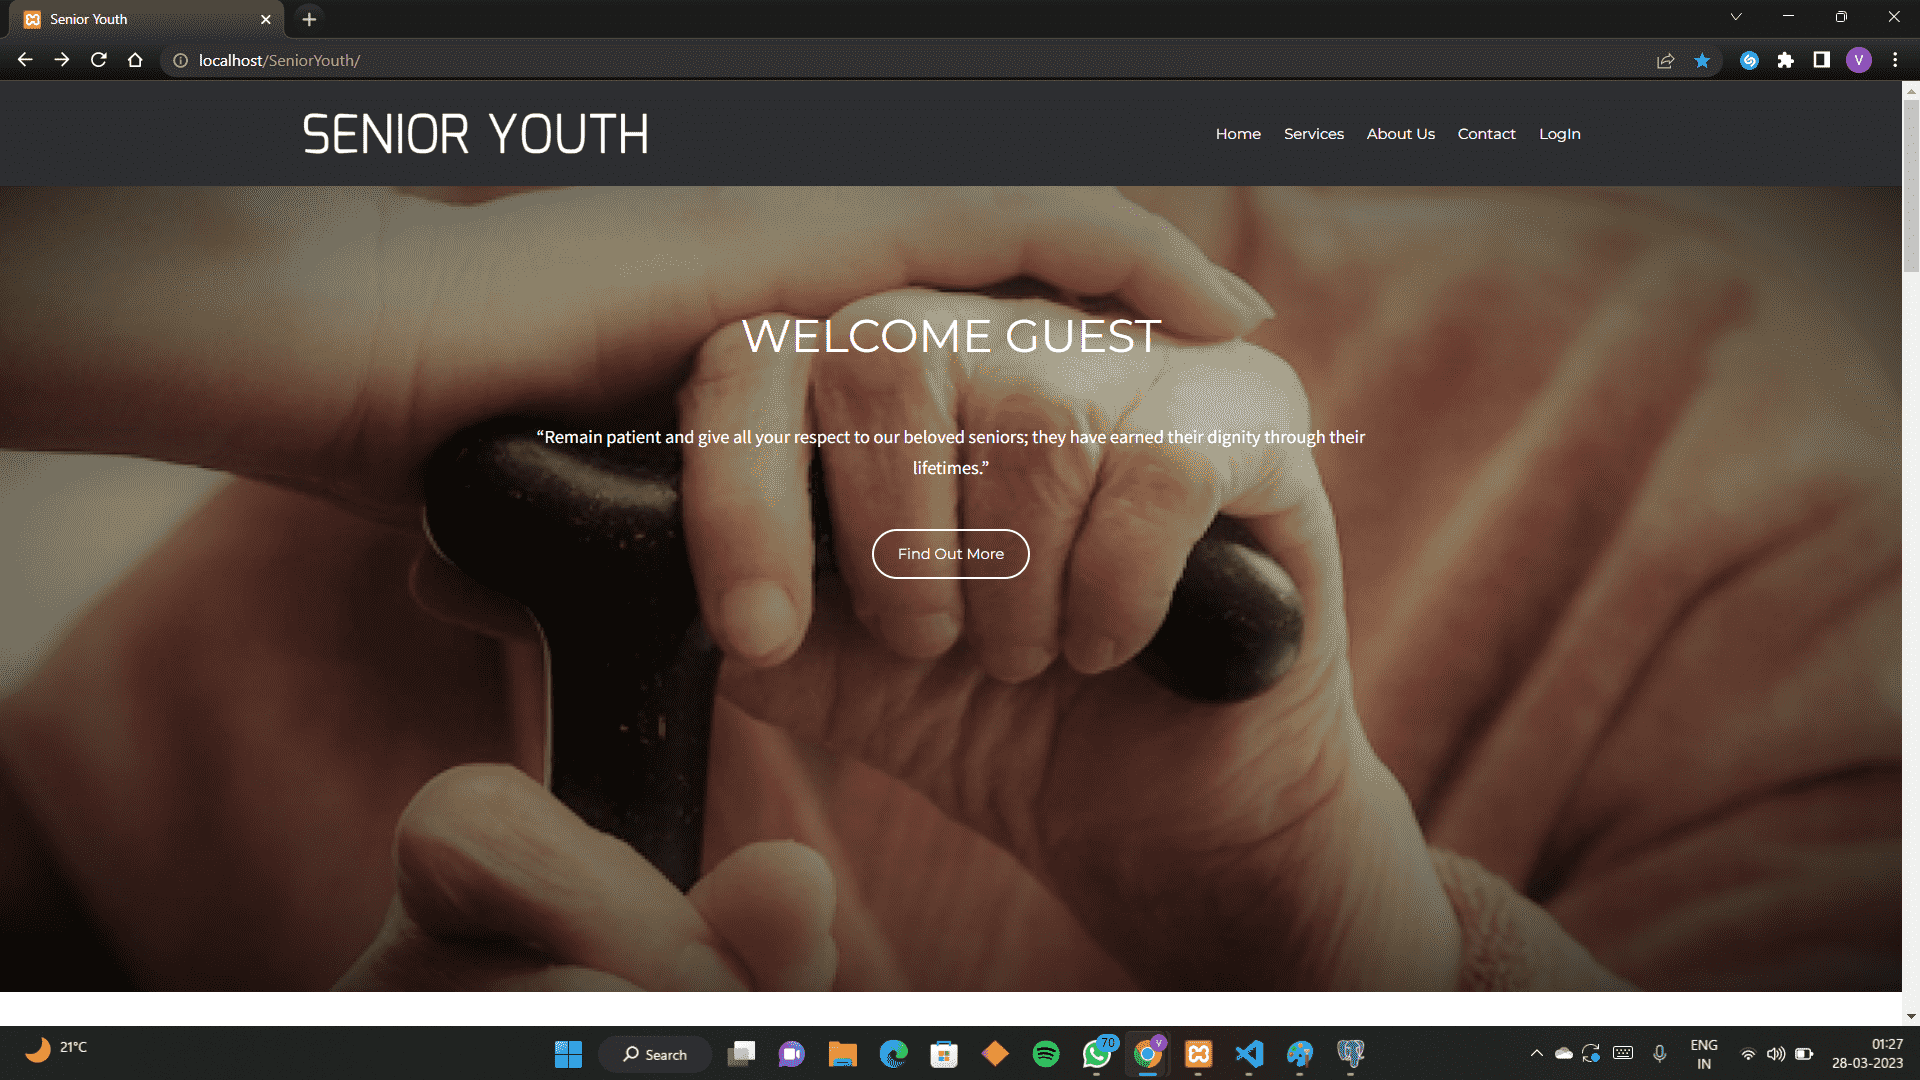 Senior Youth
localhost/SeniorYouth/
V
SENIOR YOUTH
Home Services About Us Contact LogIn
WELCOME GUEST
“Remain patient and give all your respect to our beloved seniors; they have earned their dignity through their
lifetimes.”
Find Out More
21°C
Search
70
V
ENG
IN
01:27
28-03-2023